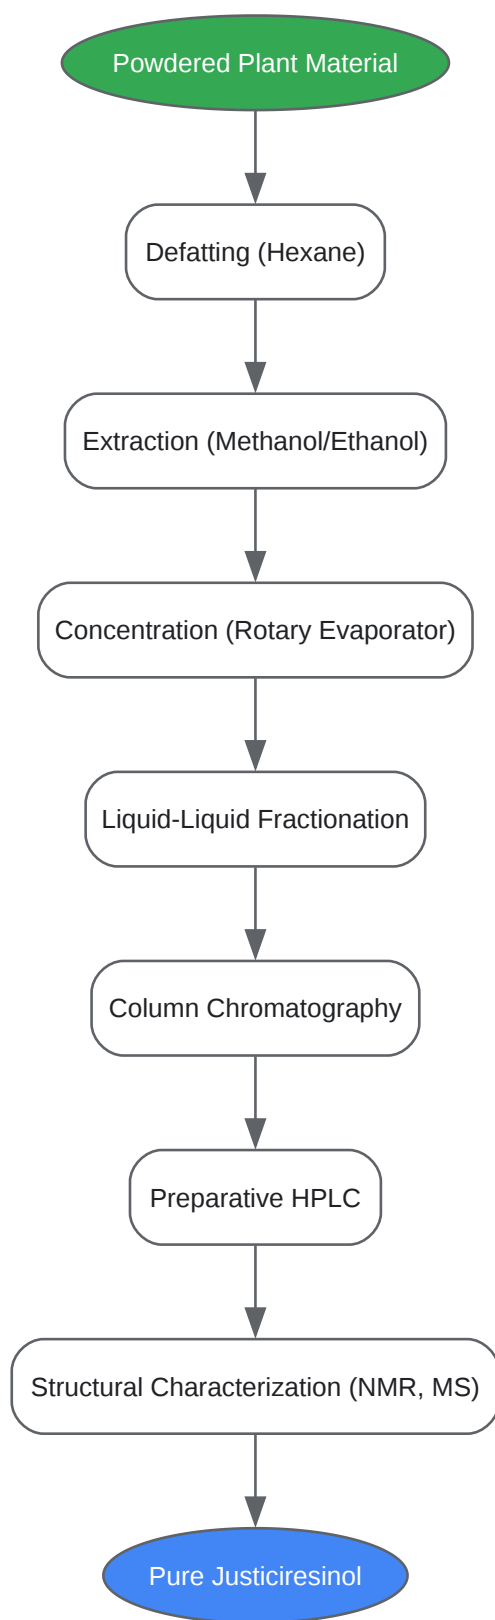 Powdered Plant Material
Defatting (Hexane)
Extraction (Methanol/Ethanol)
Concentration (Rotary Evaporator)
Liquid-Liquid Fractionation
Column Chromatography
Preparative HPLC
Structural Characterization (NMR, MS)
Pure Justiciresinol